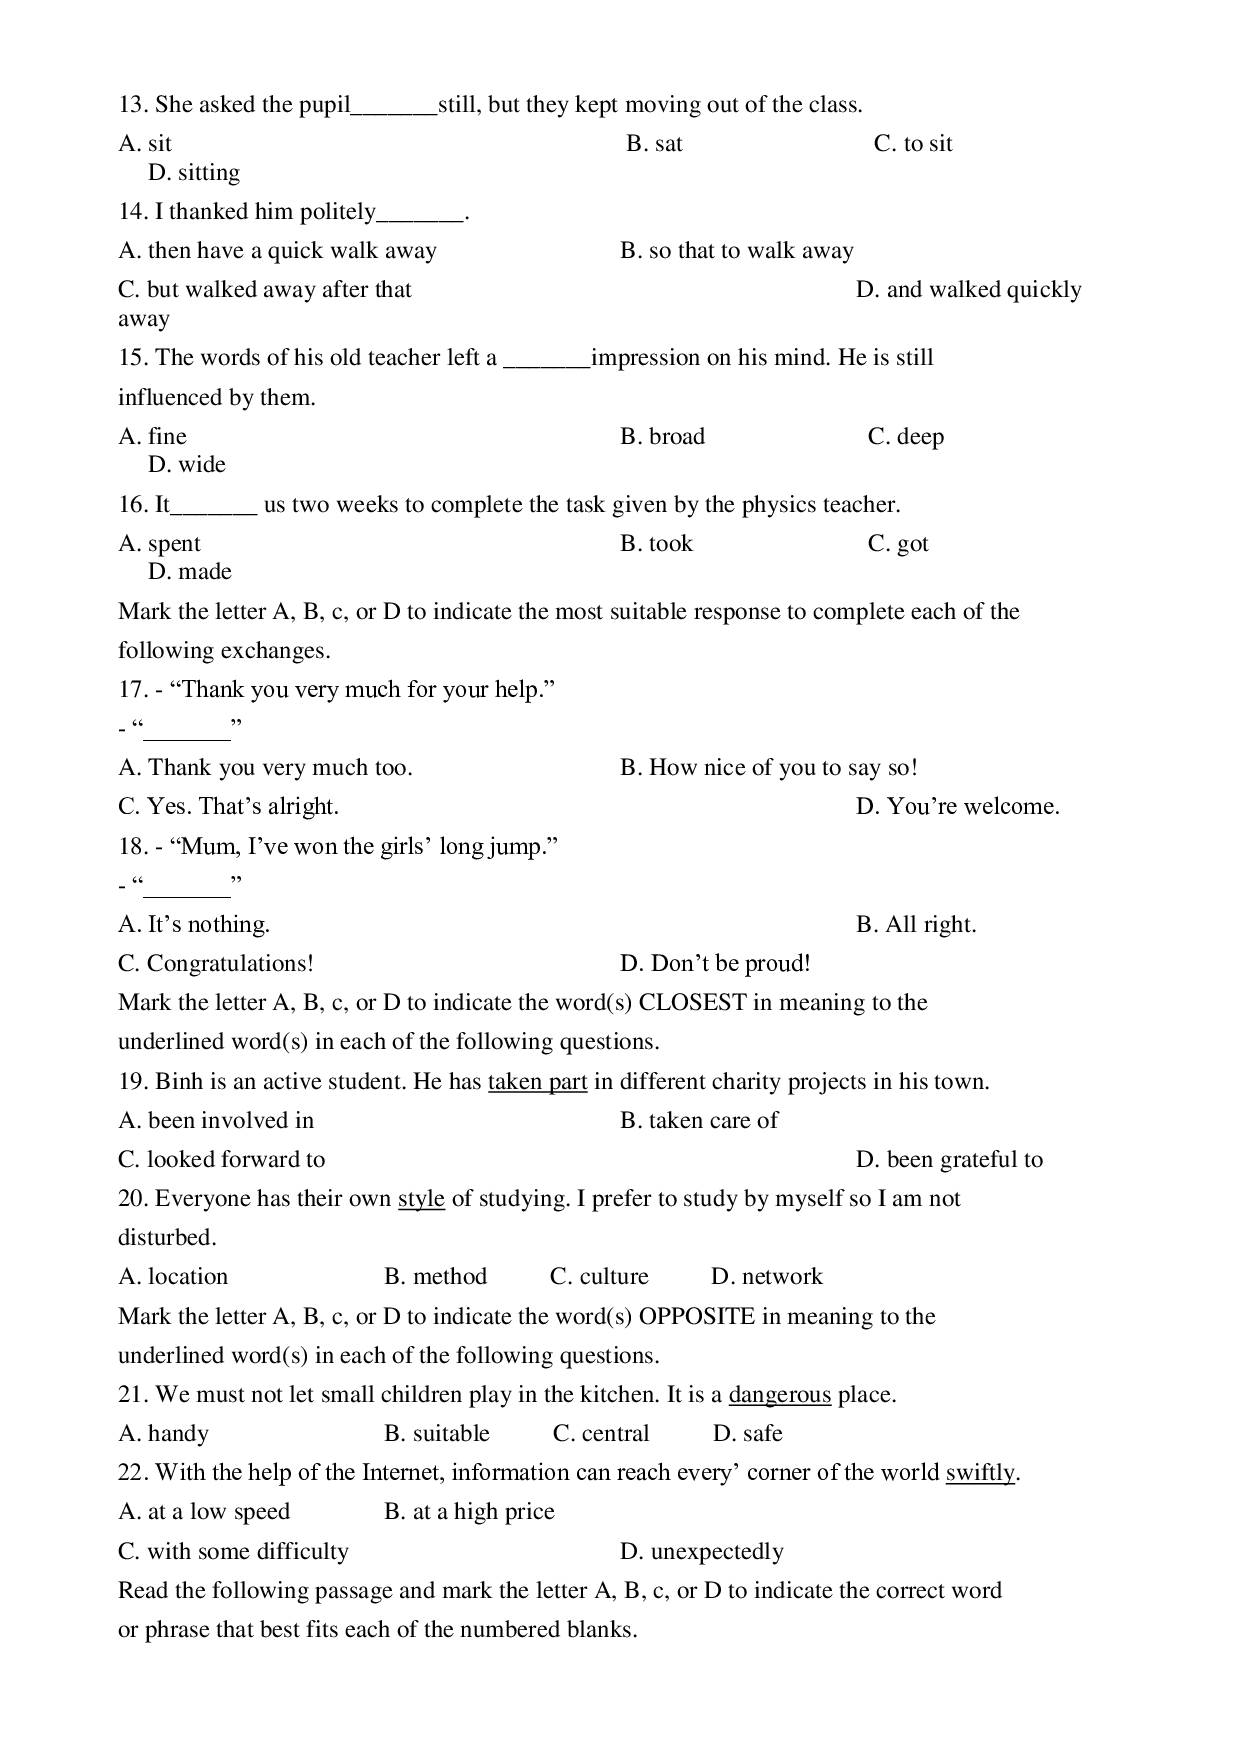 13. She asked the pupil_______still, but they kept moving out of the class.
A. sit B. sat C. to sit
D. sitting
14. I thanked him politely_______.
A. then have a quick walk away B. so that to walk away
C. but walked away after that D. and walked quickly
away
15. The words of his old teacher left a _______impression on his mind. He is still
influenced by them.
A. fine B. broad C. deep
D. wide
16. It_______ us two weeks to complete the task given by the physics teacher.
A. spent B. took C. got
D. made
Mark the letter A, B, c, or D to indicate the most suitable response to complete each of the
following exchanges.
17. - “Thank you very much for your help.”
- “_______”
A. Thank you very much too. B. How nice of you to say so!
C. Yes. That’s alright. D. You’re welcome.
18. - “Mum, I’ve won the girls’ long jump.”
- “_______”
A. It’s nothing. B. All right.
C. Congratulations! D. Don’t be proud!
Mark the letter A, B, c, or D to indicate the word(s) CLOSEST in meaning to the
underlined word(s) in each of the following questions.
19. Binh is an active student. He has taken part in different charity projects in his town.
A. been involved in B. taken care of
C. looked forward to D. been grateful to
20. Everyone has their own style of studying. I prefer to study by myself so I am not
disturbed.
A. location B. method C. culture D. network
Mark the letter A, B, c, or D to indicate the word(s) OPPOSITE in meaning to the
underlined word(s) in each of the following questions.
21. We must not let small children play in the kitchen. It is a dangerous place.
A. handy B. suitable C. central D. safe
22. With the help of the Internet, information can reach every’ corner of the world swiftly.
A. at a low speed B. at a high price
C. with some difficulty D. unexpectedly
Read the following passage and mark the letter A, B, c, or D to indicate the correct word
or phrase that best fits each of the numbered blanks.